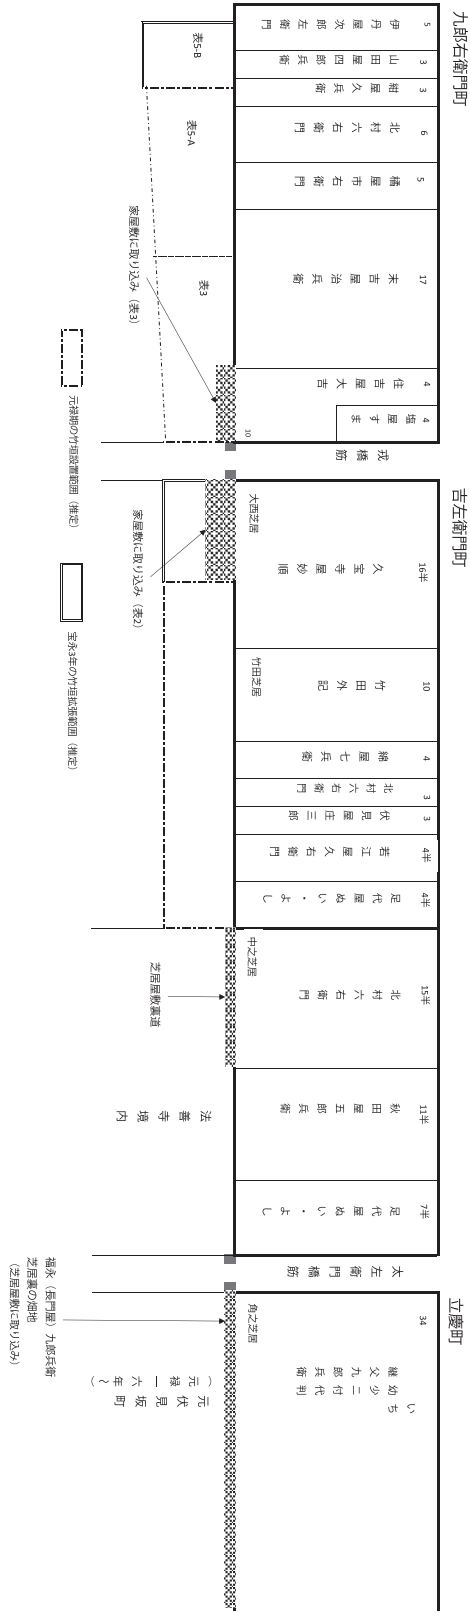 九郎右衛門町
5 伊丹屋次郎左衛門
3 山田屋四郎兵衛
3 紺屋久兵衛
6 北村六右衛門
5 橘屋市右衛門
17 末吉屋治兵衛
4 住吉屋大吉
4 塩屋すま
表5-B
表5-A
表3
家屋敷に取り込み（表3）
10
戎橋筋
元禄期の竹垣設置範囲（推定）
宝永3年の竹垣拡張範囲（推定）
吉左衛門町
16半 久宝寺屋妙順
大西芝居
家屋敷に取り込み（表2）
10 竹田外記
竹田芝居
4 綿屋七兵衛
3 北村六右衛門
3 伏見屋庄三郎
4半 若江屋久右衛門
4半 足代屋ぬい・よし
15半 北村六右衛門
中之芝居
芝居屋敷裏道
11半 秋田屋五郎兵衛
7半 足代屋ぬい・よし
法善寺境内
太左衛門橋筋
立慶町
34
いち
幼少ニ付代判
継父九郎兵衛
角之芝居
元伏見坂町
（元禄一六年～）
福永（長門屋）九郎兵衛
芝居裏の畑地
（芝居屋敷に取り込み）